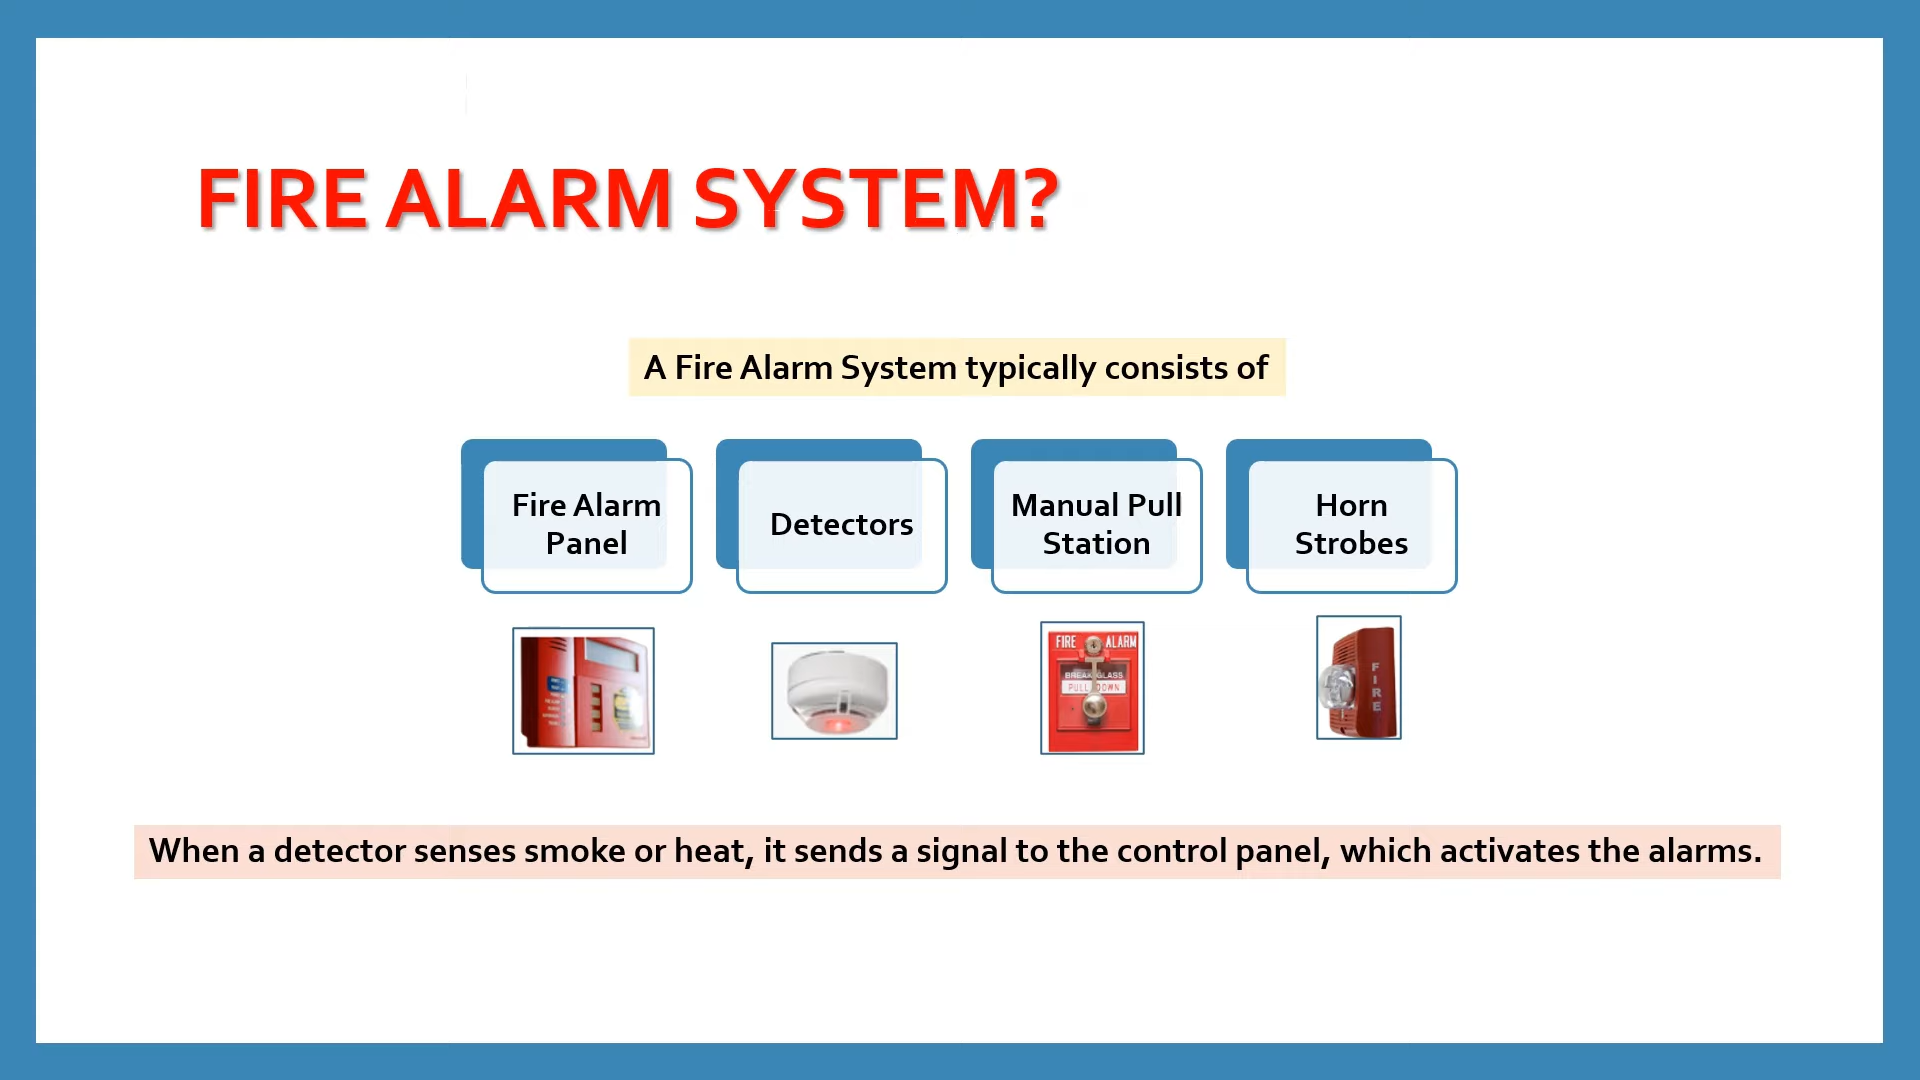 FIRE ALARM SYSTEM?
A Fire Alarm System typically consists of
Fire Alarm
Panel
Detectors
Manual Pull
Station
Horn
Strobes
FIRE ALARM
BREAK GLASS
PULL DOWN
FIRE
When a detector senses smoke or heat, it sends a signal to the control panel, which activates the alarms.